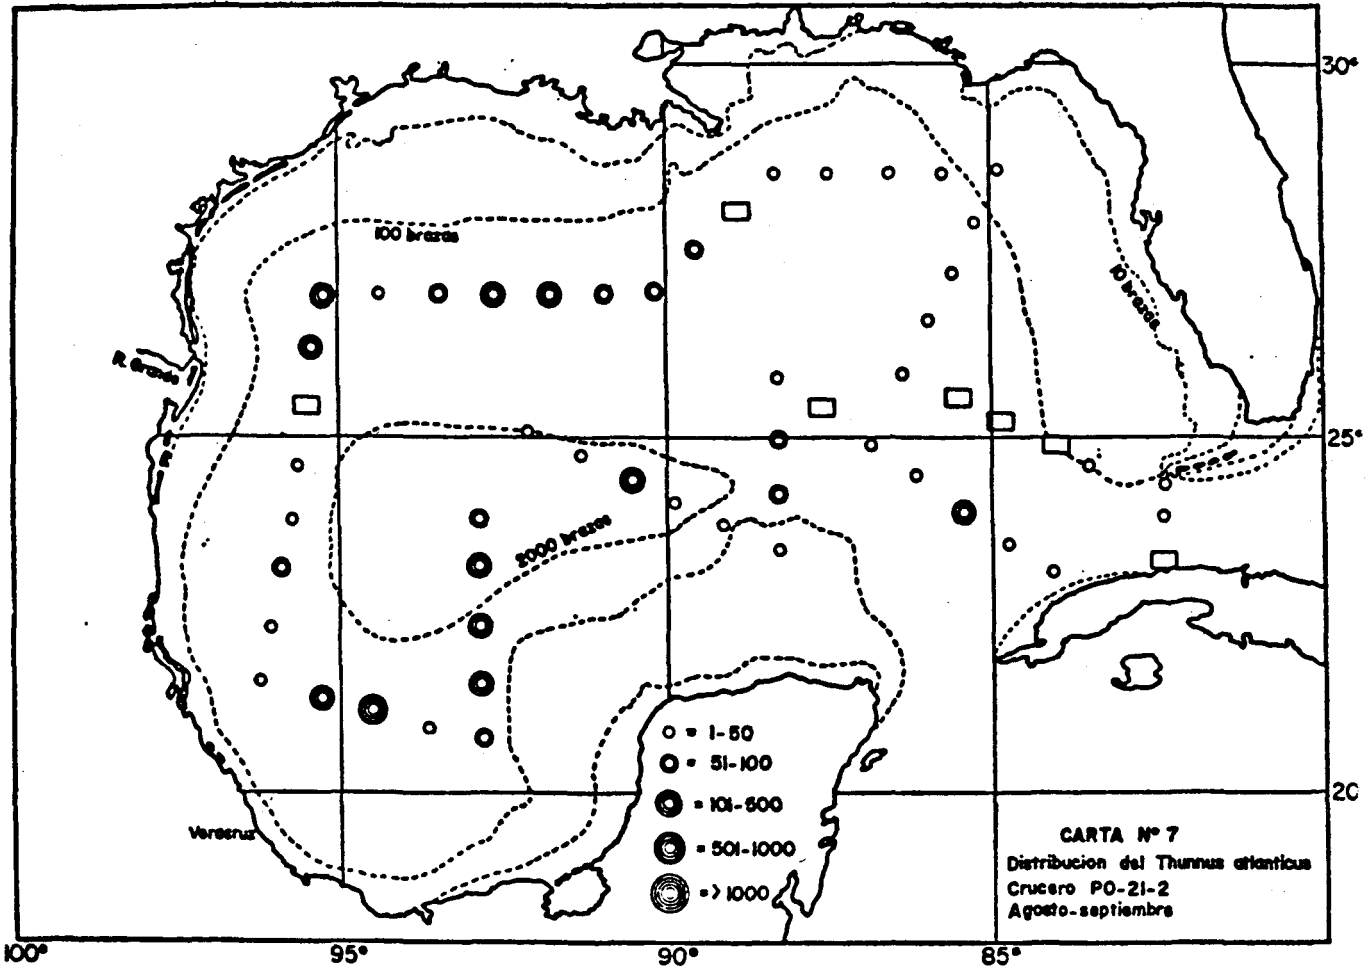 30°
100 brazas
10 brazas
R. Grande
25°
2000 brazas
= 1-50
= 51-100
= 101-500
= 501-1000
= >1000
20
Veracruz
CARTA N° 7
Distribucion del Thunnus atlanticus
Crucero PO-21-2
Agosto-septiembre
100° 95° 90° 85°